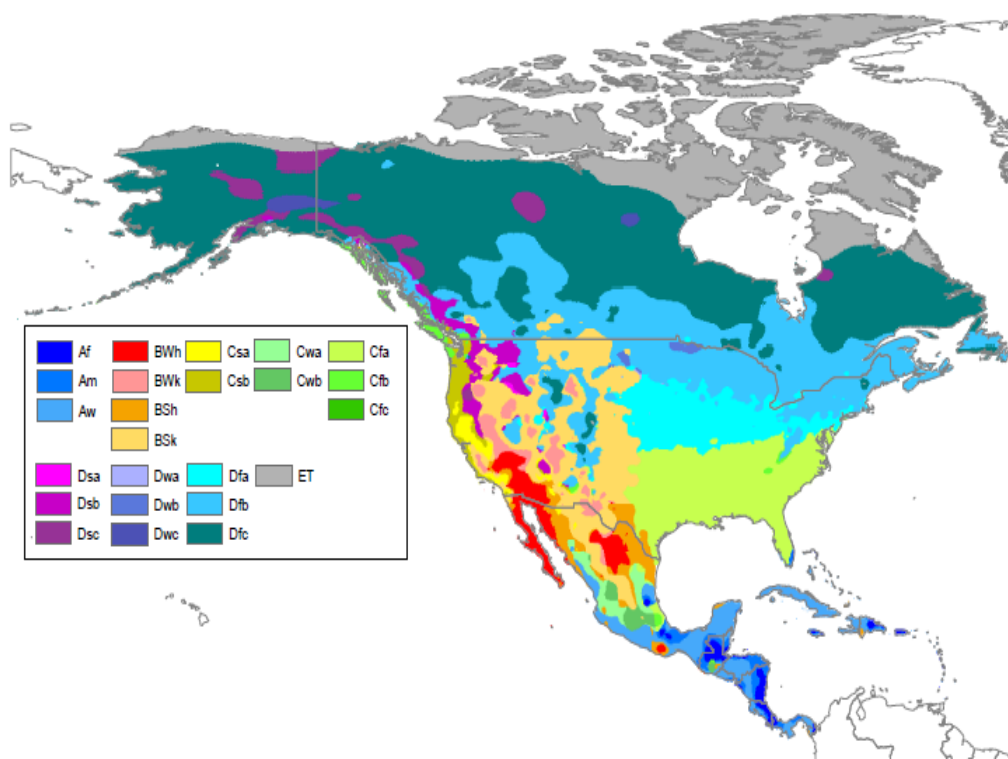 Af BWh Csa Cwa Cfa
Am BWk Csb Cwb Cfb
Aw BSh Cfc
BSk
Dsa Dwa Dfa ET
Dsb Dwb Dfb
Dsc Dwc Dfc